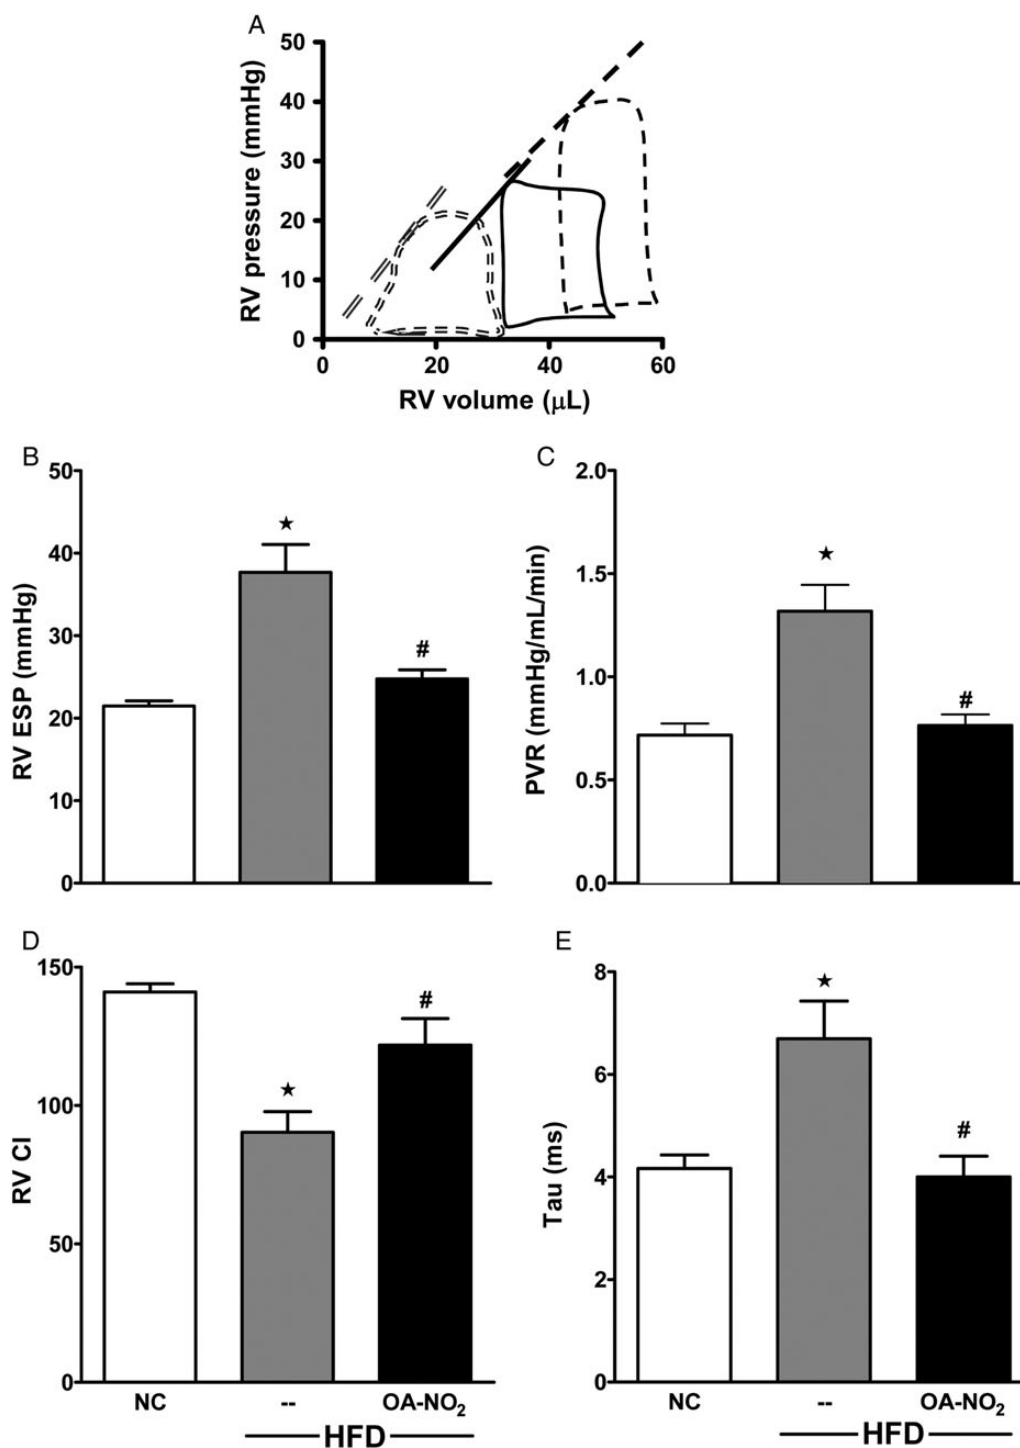 A
RV pressure (mmHg)
50
40
30
20
10
0
0 20 40 60
RV volume (μL)
B
RV ESP (mmHg)
50
40
30
20
10
0
★
#
C
PVR (mmHg/mL/min)
2.0
1.5
1.0
0.5
0.0
★
#
D
RV CI
150
100
50
0
★
#
NC -- OA-NO₂
HFD
E
Tau (ms)
8
6
4
2
0
★
#
NC -- OA-NO₂
HFD